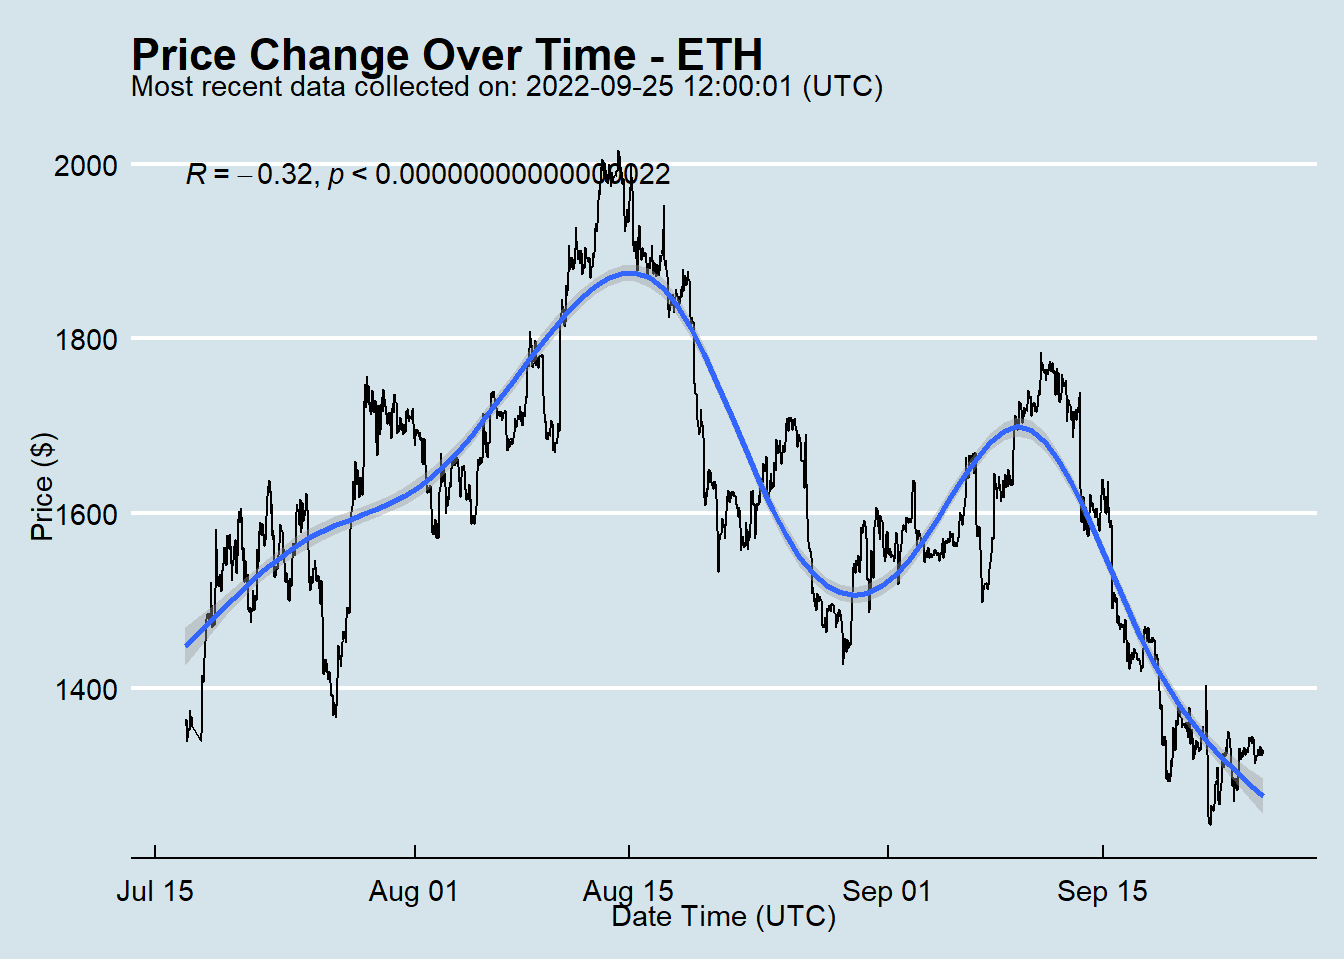 Price Change Over Time - ETH
Most recent data collected on: 2022-09-25 12:00:01 (UTC)
R = −0.32, p < 0.00000000000000022
2000
1800
1600
1400
Price ($)
Jul 15
Aug 01
Aug 15
Sep 01
Sep 15
Date Time (UTC)